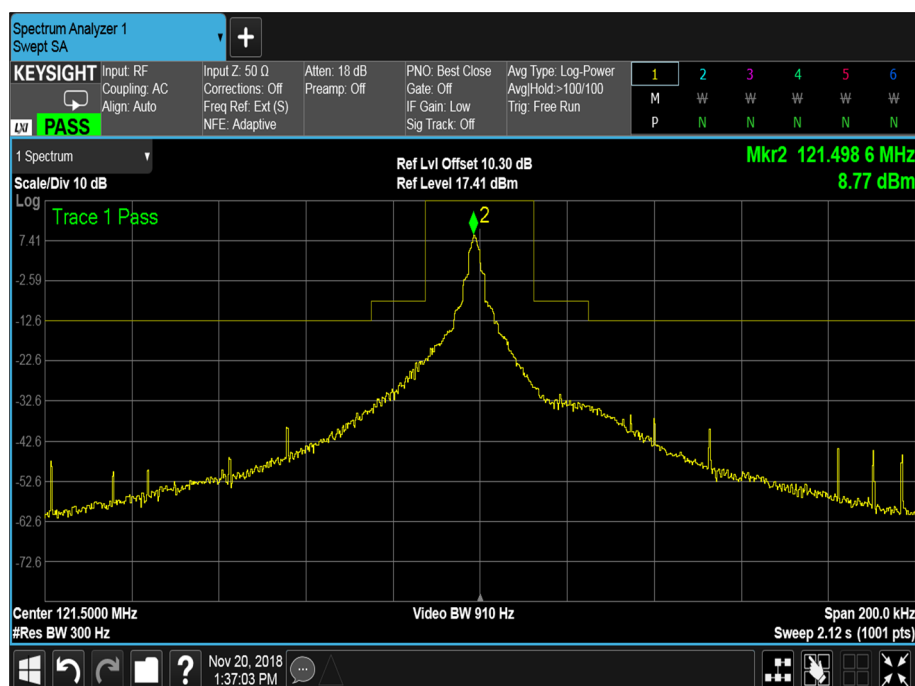 Spectrum Analyzer 1
Swept SA
+
KEYSIGHT
LXI
PASS
Input: RF
Coupling: AC
Align: Auto
Input Z: 50 Ω
Corrections: Off
Freq Ref: Ext (S)
NFE: Adaptive
Atten: 18 dB
Preamp: Off
PNO: Best Close
Gate: Off
IF Gain: Low
Sig Track: Off
Avg Type: Log-Power
Avg|Hold:>100/100
Trig: Free Run
1 2 3 4 5 6
M W W W W W
P N N N N N
1 Spectrum
Scale/Div 10 dB
Ref Lvl Offset 10.30 dB
Ref Level 17.41 dBm
Mkr2 121.498 6 MHz
8.77 dBm
Log
Trace 1 Pass
2
7.41
-2.59
-12.6
-22.6
-32.6
-42.6
-52.6
-62.6
-72.6
Center 121.5000 MHz
#Res BW 300 Hz
Video BW 910 Hz
Span 200.0 kHz
Sweep 2.12 s (1001 pts)
?
Nov 20, 2018
1:37:03 PM